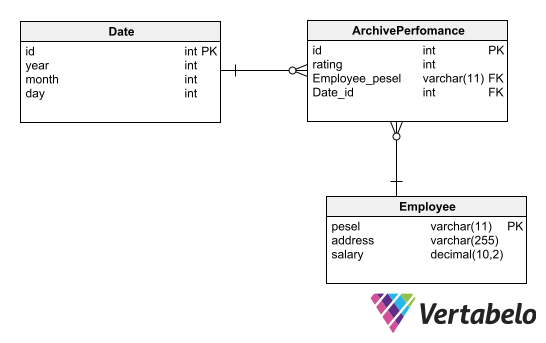 Date
id int PK
year int
month int
day int
ArchivePerfomance
id int PK
rating int
Employee_pesel varchar(11) FK
Date_id int FK
Employee
pesel varchar(11) PK
address varchar(255)
salary decimal(10,2)
Vertabelo